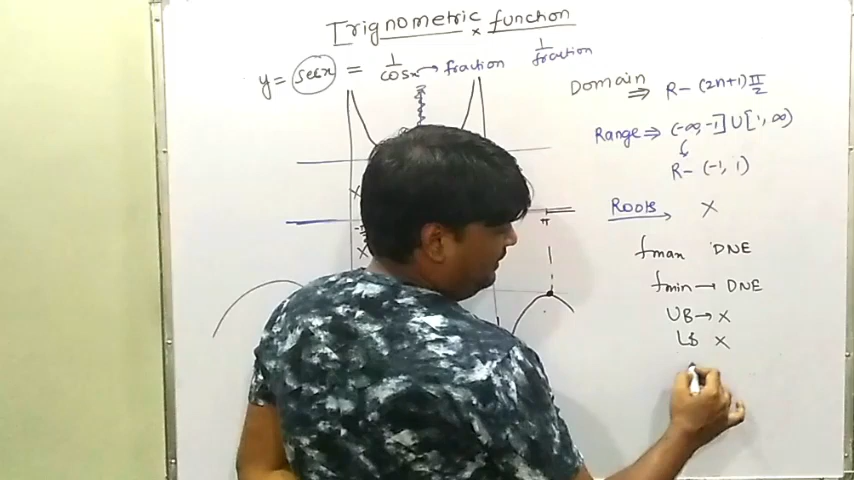 Trignometric function
y = secx = 1/cosx → fraction 1/fraction
Domain ⇒ R - (2n+1)π/2
Range ⇒ (-∞, -1] U [1, ∞)
R - (-1, 1)
Roots → X
fmax DNE
fmin → DNE
UB → X
LB X
π